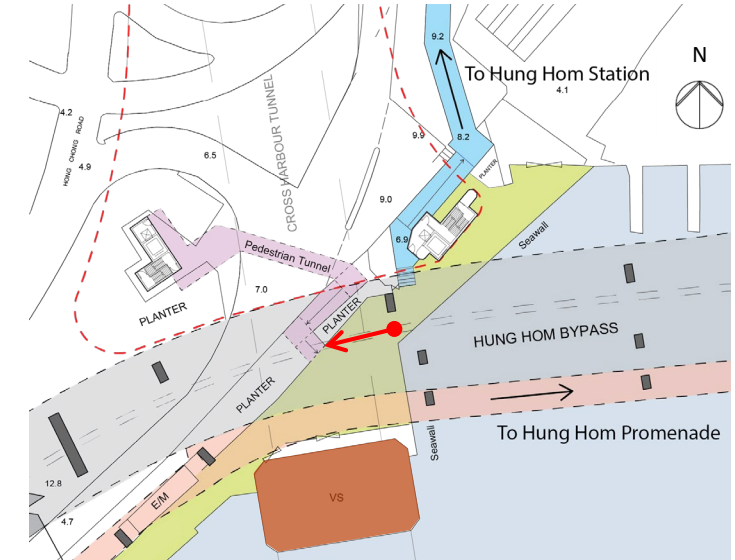 9.2
To Hung Hom Station
N
4.1
4.2
HONG CHONG ROAD
4.9
6.5
CROSS HARBOUR TUNNEL
9.9
8.2
PLANTER
9.0
6.9
Seawall
Pedestrian Tunnel
7.0
PLANTER
PLANTER
HUNG HOM BYPASS
PLANTER
To Hung Hom Promenade
Seawall
12.8
E/M
VS
4.7